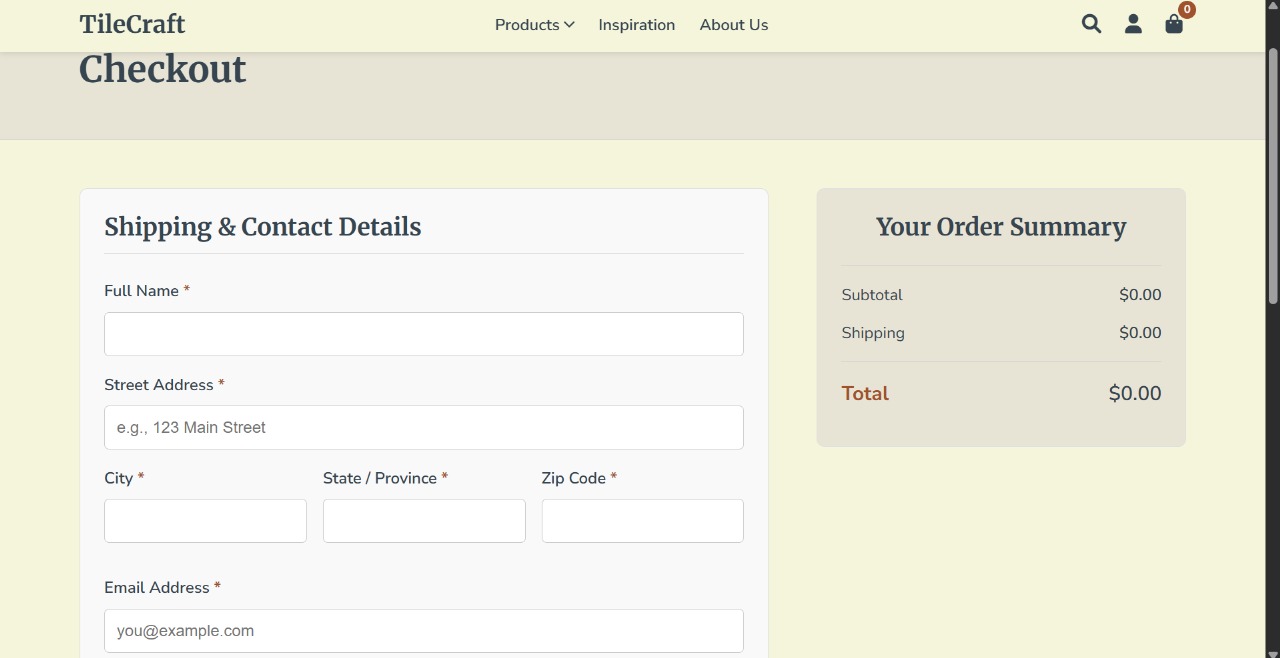 TileCraft
Products
Inspiration
About Us
0
Checkout
Shipping & Contact Details
Full Name *
Street Address *
e.g., 123 Main Street
City *
State / Province *
Zip Code *
Email Address *
you@example.com
Your Order Summary
Subtotal $0.00
Shipping $0.00
Total $0.00